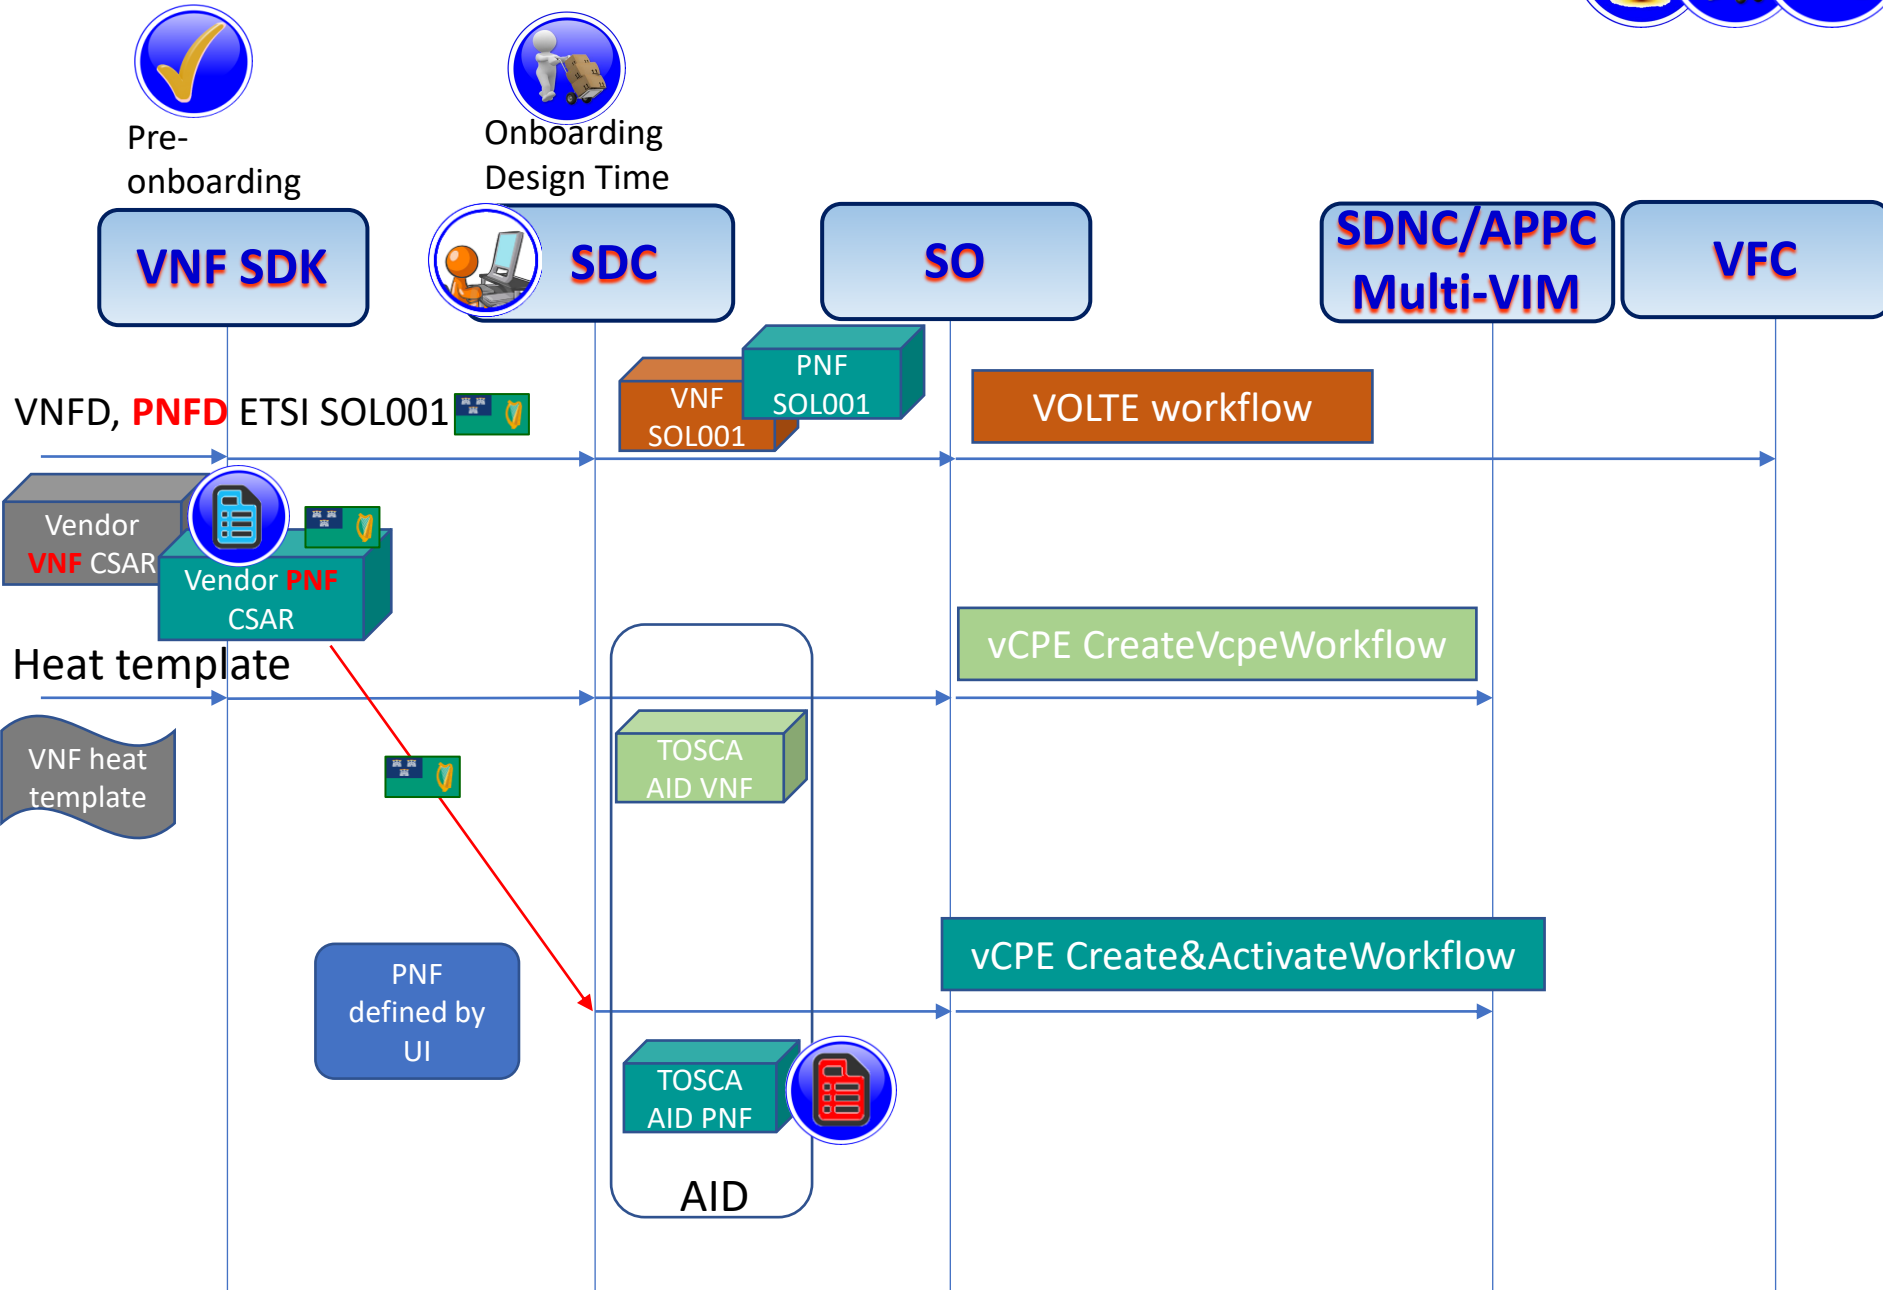 Pre-
onboarding
Onboarding
Design Time
VNF SDK
SDC
SO
SDNC/APPC
Multi-VIM
VFC
VNFD, PNFD ETSI SOL001
VNF
SOL001
PNF
SOL001
VOLTE workflow
Vendor
VNF CSAR
Vendor PNF
CSAR
Heat template
vCPE CreateVcpeWorkflow
VNF heat
template
TOSCA
AID VNF
PNF
defined by
UI
vCPE Create&ActivateWorkflow
TOSCA
AID PNF
AID